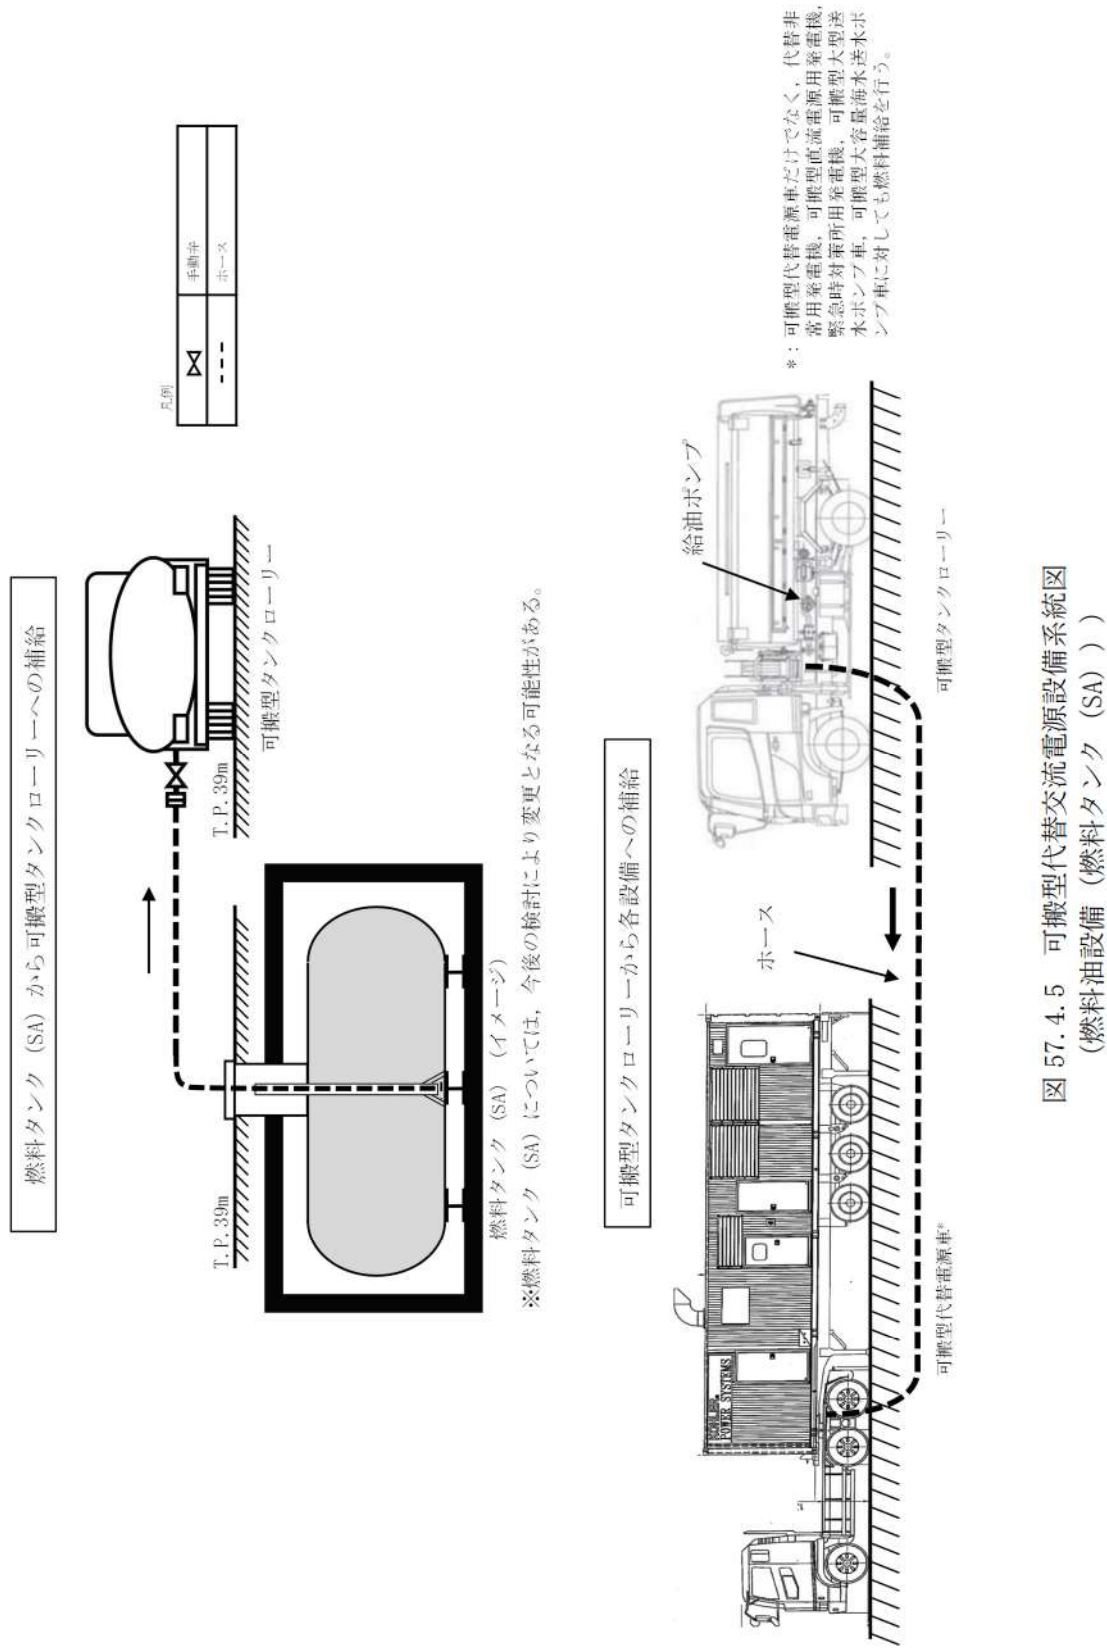 燃料タンク（SA）から可搬型タンクローリーへの補給
凡例
手動弁
ホース
T.P.39m
T.P.39m
可搬型タンクローリー
燃料タンク（SA）（イメージ）
※燃料タンク（SA）については，今後の検討により変更となる可能性がある。
可搬型タンクローリーから各設備への補給
給油ポンプ
ホース
POWER SYSTEMS
可搬型代替電源車*
可搬型タンクローリー
*：可搬型代替電源車だけでなく，代替非
常用発電機，可搬型直流電源用発電機，
緊急時対策所用発電機，可搬型大型送
水ポンプ車，可搬型大容量海水送水ポ
ンプ車に対しても燃料補給を行う。
図 57.4.5 可搬型代替交流電源設備系統図
（燃料油設備（燃料タンク（SA)））